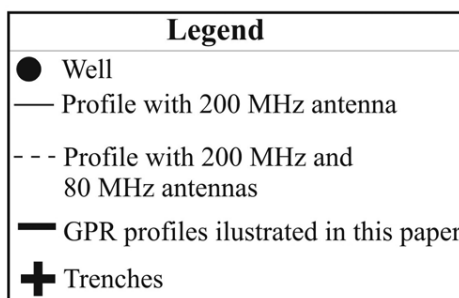 Legend
Well
Profile with 200 MHz antenna
Profile with 200 MHz and
80 MHz antennas
GPR profiles ilustrated in this paper
Trenches